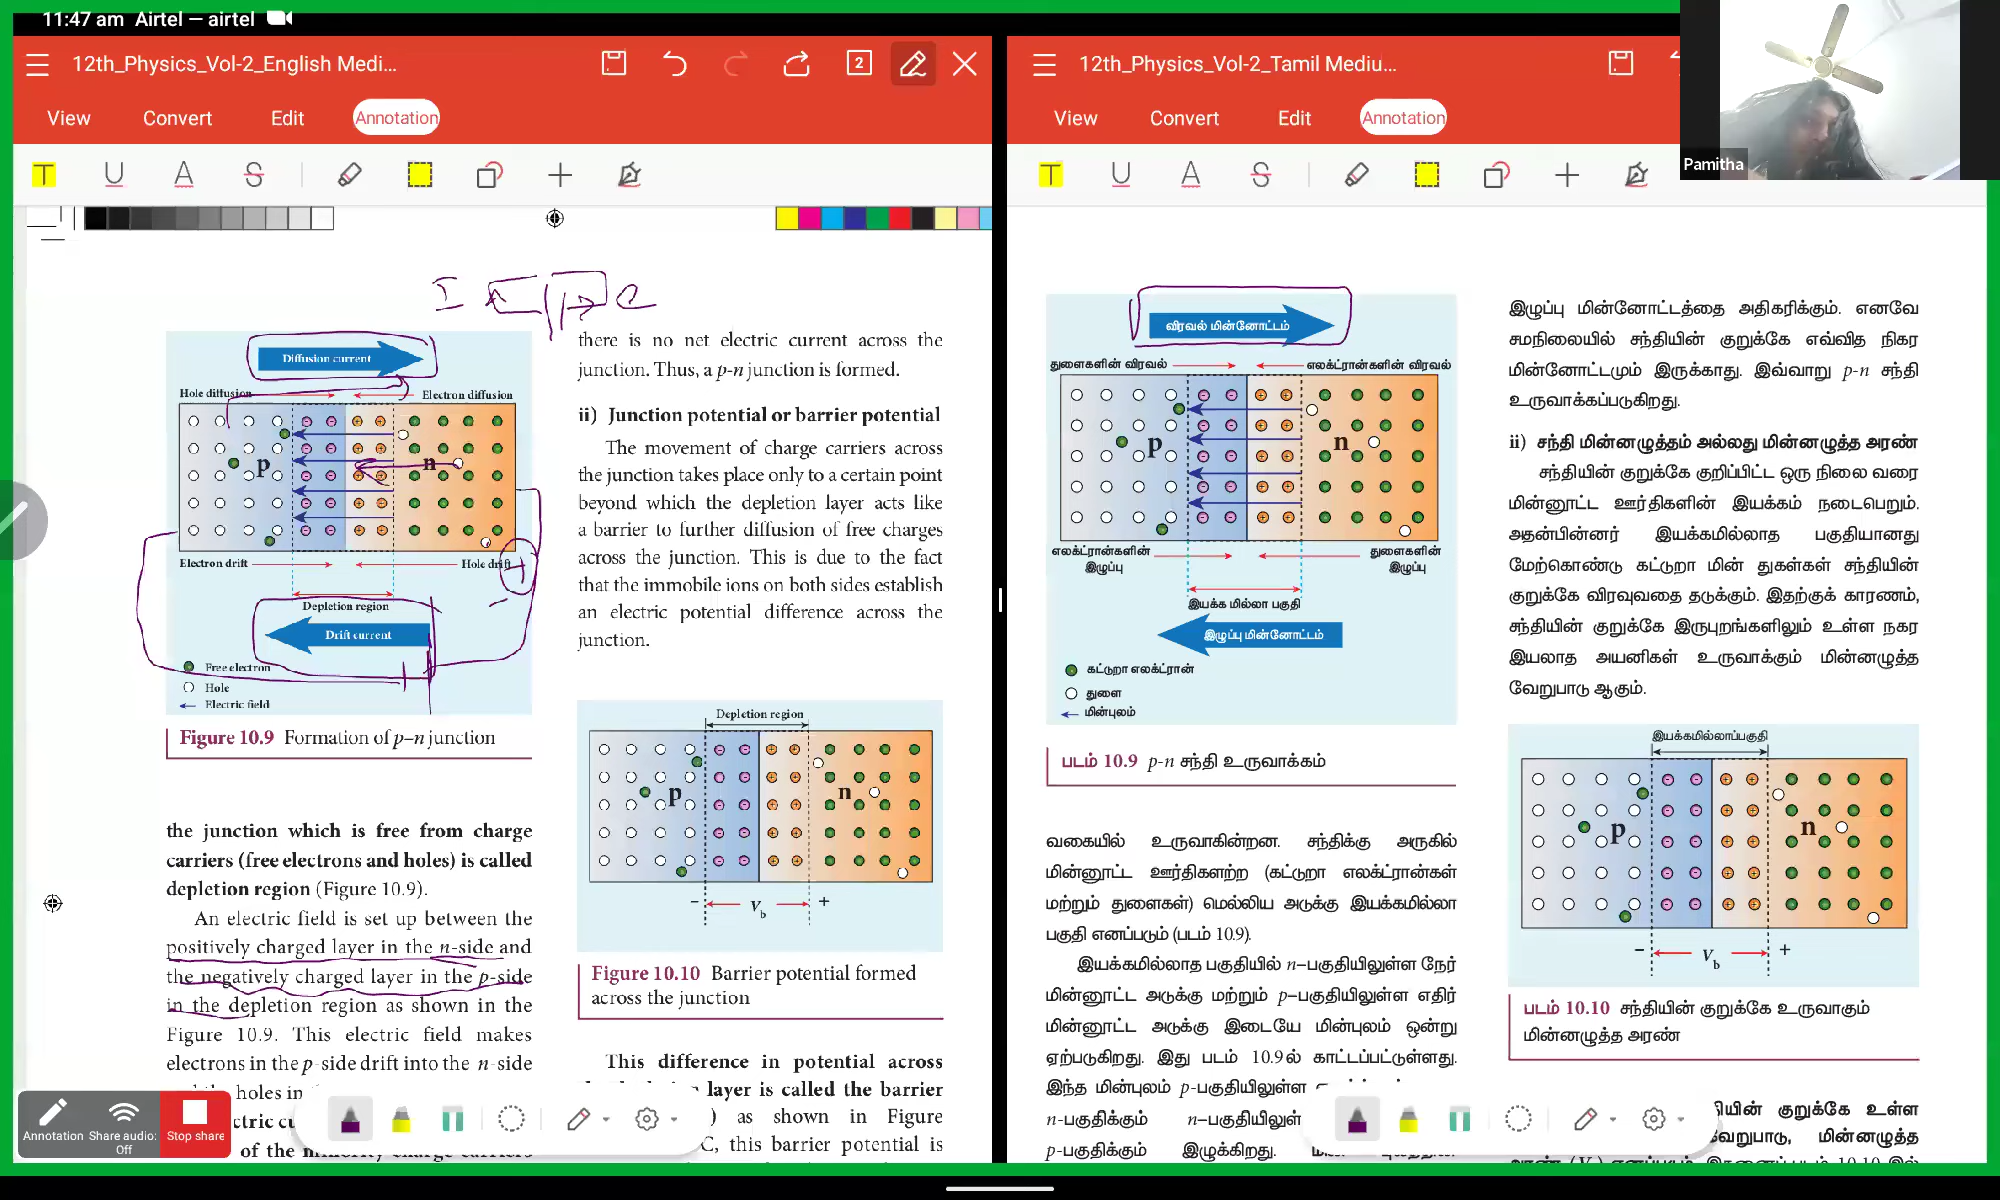 11:47 am Airtel — airtel
12th_Physics_Vol-2_English Medi...
2
View Convert Edit Annotation
T U A S
I p e
Diffusion current
Hole diffusion Electron diffusion
p n
Electron drift Hole drift
+
-
Depletion region
Drift current
Free electron
Hole
Electric field
Figure 10.9 Formation of p–n junction
the junction which is free from charge
carriers (free electrons and holes) is called
depletion region (Figure 10.9).
An electric field is set up between the
positively charged layer in the n-side and
the negatively charged layer in the p-side
in the depletion region as shown in the
Figure 10.9. This electric field makes
electrons in the p-side drift into the n-side
holes in
of the
there is no net electric current across the
junction. Thus, a p-n junction is formed.
ii) Junction potential or barrier potential
The movement of charge carriers across
the junction takes place only to a certain point
beyond which the depletion layer acts like
a barrier to further diffusion of free charges
across the junction. This is due to the fact
that the immobile ions on both sides establish
an electric potential difference across the
junction.
Depletion region
p n
- Vb +
Figure 10.10 Barrier potential formed
across the junction
This difference in potential across
layer is called the barrier
) as shown in Figure
C, this barrier potential is
Annotation Share audio: Off Stop share
12th_Physics_Vol-2_Tamil Mediu...
View Convert Edit Annotation
T U A S
Pamitha
விரவல் மின்னோட்டம்
துளைகளின் விரவல் எலக்ட்ரான்களின் விரவல்
p n
எலக்ட்ரான்களின் துளைகளின்
இழுப்பு இழுப்பு
இயக்க மில்லா பகுதி
இழுப்பு மின்னோட்டம்
கட்டுறா எலக்ட்ரான்
துளை
மின்புலம்
படம் 10.9 p-n சந்தி உருவாக்கம்
வகையில் உருவாகின்றன. சந்திக்கு அருகில்
மின்னூட்ட ஊர்திகளற்ற (கட்டுறா எலக்ட்ரான்கள்
மற்றும் துளைகள்) மெல்லிய அடுக்கு இயக்கமில்லா
பகுதி எனப்படும் (படம் 10.9).
இயக்கமில்லாத பகுதியில் n–பகுதியிலுள்ள நேர்
மின்னூட்ட அடுக்கு மற்றும் p–பகுதியிலுள்ள எதிர்
மின்னூட்ட அடுக்கு இடையே மின்புலம் ஒன்று
ஏற்படுகிறது. இது படம் 10.9ல் காட்டப்பட்டுள்ளது.
இந்த மின்புலம் p-பகுதியிலுள்ள
n-பகுதிக்கும்
p-பகுதிக்கும் இழுக்கிறது.
இழுப்பு மின்னோட்டத்தை அதிகரிக்கும். எனவே
சமநிலையில் சந்தியின் குறுக்கே எவ்வித நிகர
மின்னோட்டமும் இருக்காது. இவ்வாறு p-n சந்தி
உருவாக்கப்படுகிறது.
ii) சந்தி மின்னழுத்தம் அல்லது மின்னழுத்த அரண்
சந்தியின் குறுக்கே குறிப்பிட்ட ஒரு நிலை வரை
மின்னூட்ட ஊர்திகளின் இயக்கம் நடைபெறும்.
அதன்பின்னர் இயக்கமில்லாத பகுதியானது
மேற்கொண்டு கட்டுறா மின் துகள்கள் சந்தியின்
குறுக்கே விரவுவதை தடுக்கும். இதற்குக் காரணம்,
சந்தியின் குறுக்கே இருபுறங்களிலும் உள்ள நகர
இயலாத அயனிகள் உருவாக்கும் மின்னழுத்த
வேறுபாடு ஆகும்.
இயக்கமில்லாப்பகுதி
p n
- Vb +
படம் 10.10 சந்தியின் குறுக்கே உருவாகும்
மின்னழுத்த அரண்
குறுக்கே உள்ள
மின்னழுத்த